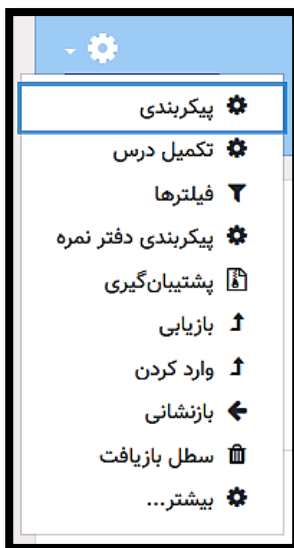 پیکربندی
تکمیل درس
فیلترها
پیکربندی دفتر نمره
پشتیبان‌گیری
بازیابی
وارد کردن
بازنشانی
سطل بازیافت
بیشتر...